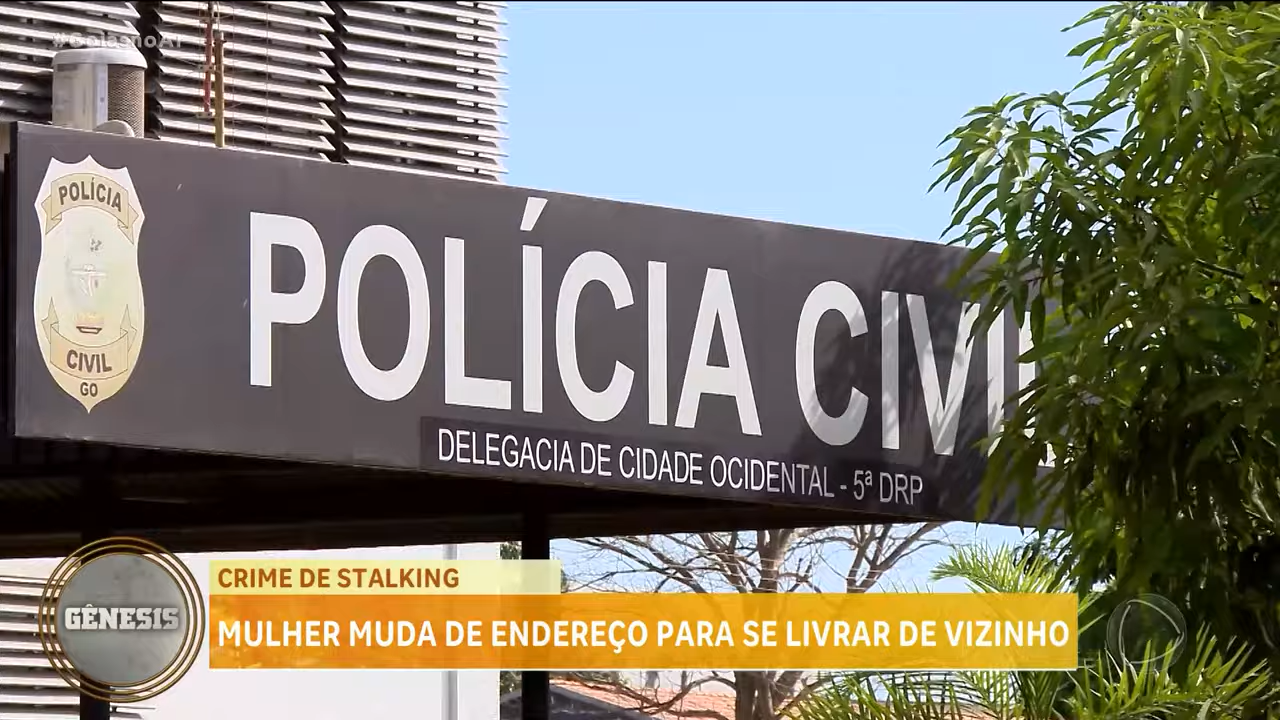 #GoiásnoAr
POLÍCIA
CIVIL
GO
POLÍCIA CIVIL
DELEGACIA DE CIDADE OCIDENTAL - 5ª DRP
GÊNESIS
CRIME DE STALKING
MULHER MUDA DE ENDEREÇO PARA SE LIVRAR DE VIZINHO